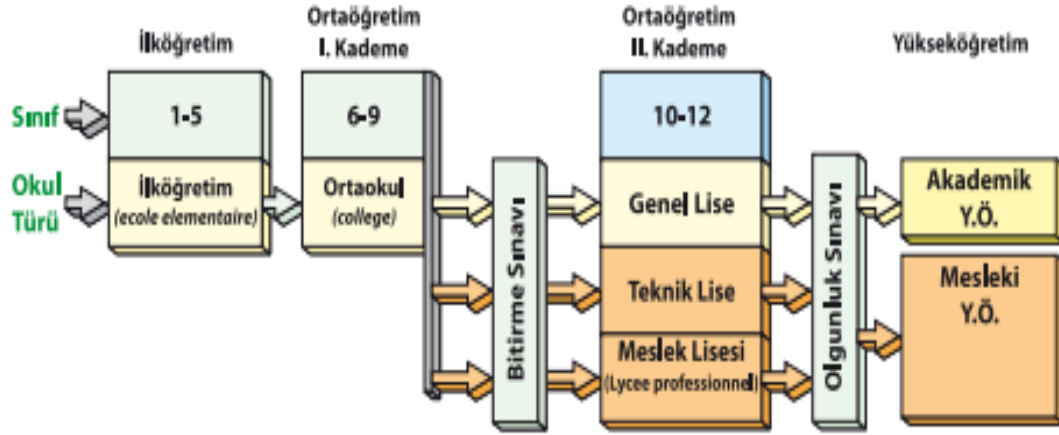 İlköğretim
Ortaöğretim
I. Kademe
Ortaöğretim
II. Kademe
Yükseköğretim
Sınıf
1-5
6-9
10-12
Okul
Türü
İlköğretim
(ecole elementaire)
Ortaokul
(college)
Bitirme Sınavı
Genel Lise
Teknik Lise
Meslek Lisesi
(Lycee professionnel)
Olgunluk Sınavı
Akademik
Y.Ö.
Mesleki
Y.Ö.